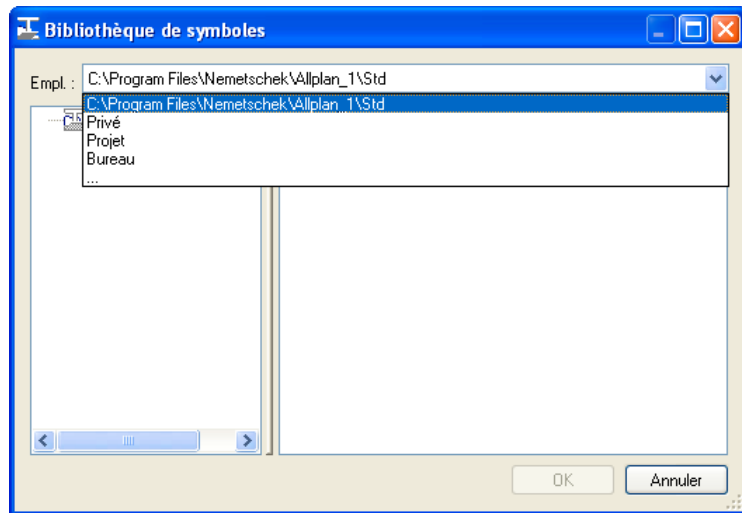 Bibliothèque de symboles
Empl. : C:\Program Files\Nemetschek\Allplan_1\Std
C:\Program Files\Nemetschek\Allplan_1\Std
Privé
Projet
Bureau
...
OK Annuler